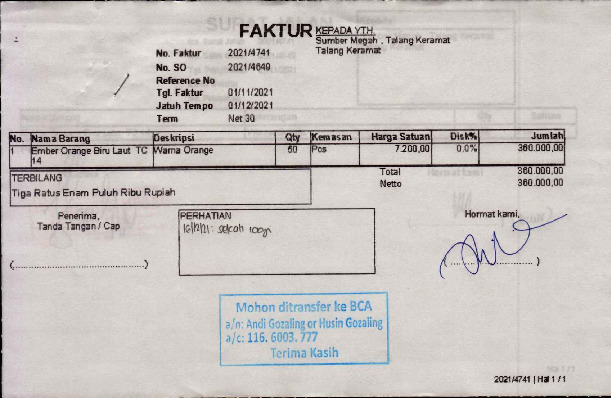 FAKTUR
KEPADA YTH.
Sumber Megah , Talang Keramat
Talang Keramat
No. Faktur 2021/4741
No. SO 2021/4640
Reference No
Tgl. Faktur 01/11/2021
Jatuh Tempo 01/12/2021
Term Net 30
No. Nama Barang Deskripsi Qty Kemasan Harga Satuan Disk% Jumlah
1 Ember Orange Biru Laut TC Warna Orange 50 Pcs 7.200,00 0.0% 360.000,00
14
Total 360.000,00
Netto 360.000,00
TERBILANG
Tiga Ratus Enam Puluh Ribu Rupiah
Penerima,
Tanda Tangan / Cap
(....................................)
PERHATIAN
16/12/21:
Hormat kami,
(....................................)
Mohon ditransfer ke BCA
a/n: Andi Gozaling or Husin Gozaling
a/c: 116. 6003. 777
Terima Kasih
2021/4741 | Hal 1 / 1